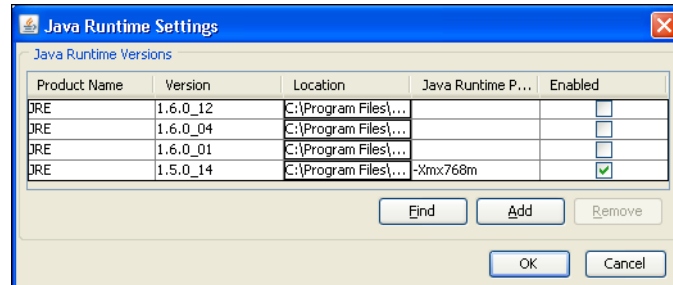 Java Runtime Settings
Java Runtime Versions
Product Name Version Location Java Runtime P... Enabled
JRE 1.6.0_12 C:\Program Files\...
JRE 1.6.0_04 C:\Program Files\...
JRE 1.6.0_01 C:\Program Files\...
JRE 1.5.0_14 C:\Program Files\... -Xmx768m
Find Add Remove
OK Cancel